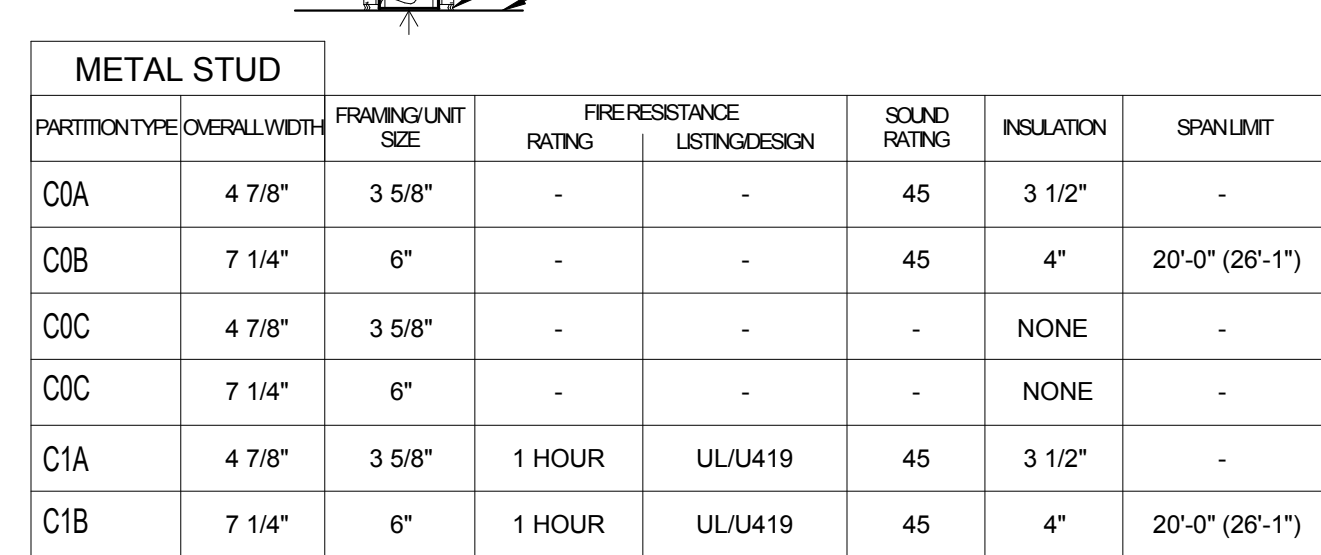 METAL STUD
PARTITION TYPE OVERALL WIDTH FRAMING/UNIT SIZE FIRE RESISTANCE RATING LISTING/DESIGN SOUND RATING INSULATION SPAN LIMIT
C0A 4 7/8" 3 5/8" - - 45 3 1/2" -
C0B 7 1/4" 6" - - 45 4" 20'-0" (26'-1")
C0C 4 7/8" 3 5/8" - - - NONE -
C0C 7 1/4" 6" - - - NONE -
C1A 4 7/8" 3 5/8" 1 HOUR UL/U419 45 3 1/2" -
C1B 7 1/4" 6" 1 HOUR UL/U419 45 4" 20'-0" (26'-1")